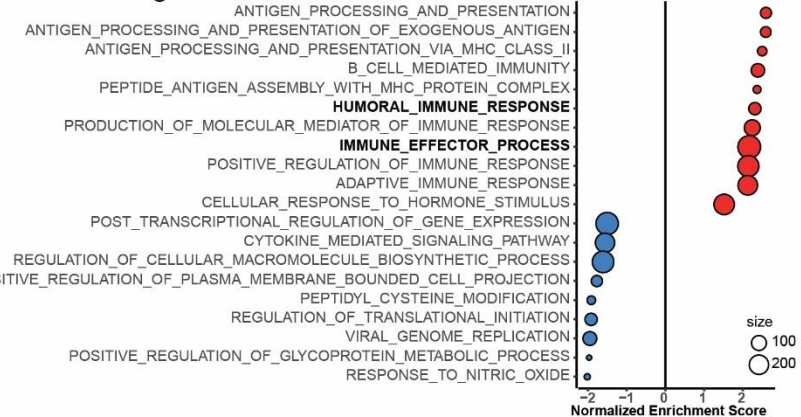 ANTIGEN_PROCESSING_AND_PRESENTATION
ANTIGEN_PROCESSING_AND_PRESENTATION_OF_EXOGENOUS_ANTIGEN
ANTIGEN_PROCESSING_AND_PRESENTATION_VIA_MHC_CLASS_II
B_CELL_MEDIATED_IMMUNITY
PEPTIDE_ANTIGEN_ASSEMBLY_WITH_MHC_PROTEIN_COMPLEX
HUMORAL_IMMUNE_RESPONSE
PRODUCTION_OF_MOLECULAR_MEDIATOR_OF_IMMUNE_RESPONSE
IMMUNE_EFFECTOR_PROCESS
POSITIVE_REGULATION_OF_IMMUNE_RESPONSE
ADAPTIVE_IMMUNE_RESPONSE
CELLULAR_RESPONSE_TO_HORMONE_STIMULUS
POST_TRANSCRIPTIONAL_REGULATION_OF_GENE_EXPRESSION
CYTOKINE_MEDIATED_SIGNALING_PATHWAY
REGULATION_OF_CELLULAR_MACROMOLECULE_BIOSYNTHETIC_PROCESS
SITIVE_REGULATION_OF_PLASMA_MEMBRANE_BOUNDED_CELL_PROJECTION
PEPTIDYL_CYSTEINE_MODIFICATION
REGULATION_OF_TRANSLATIONAL_INITIATION
VIRAL_GENOME_REPLICATION
POSITIVE_REGULATION_OF_GLYCOPROTEIN_METABOLIC_PROCESS
RESPONSE_TO_NITRIC_OXIDE
size
100
200
−2 −1 0 1 2
Normalized Enrichment Score